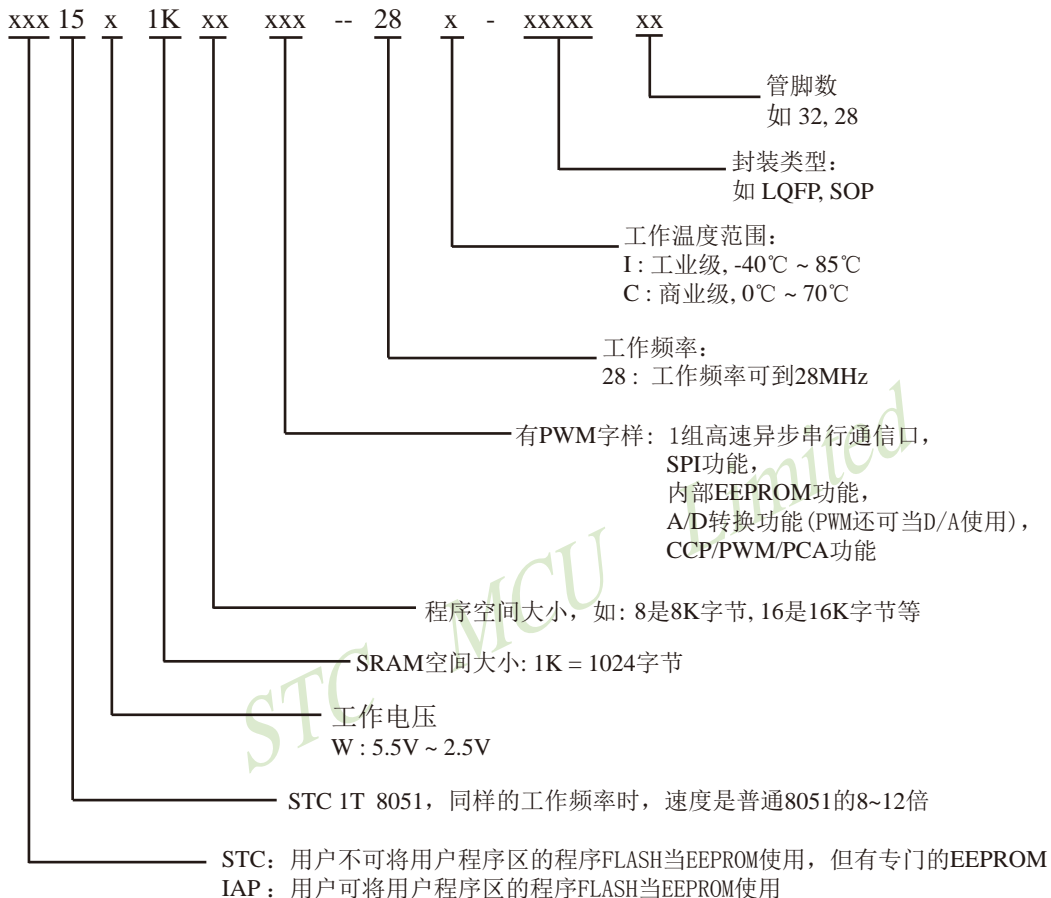 xxx 15 x 1K xx xxx -- 28 x - xxxxx xx
管脚数
如 32, 28
封装类型：
如 LQFP, SOP
工作温度范围：
I : 工业级, -40℃ ~ 85℃
C : 商业级, 0℃ ~ 70℃
工作频率：
28 : 工作频率可到28MHz
有PWM字样: 1组高速异步串行通信口，
SPI功能，
内部EEPROM功能，
A/D转换功能(PWM还可当D/A使用)，
CCP/PWM/PCA功能
程序空间大小，如: 8是8K字节, 16是16K字节等
SRAM空间大小: 1K = 1024字节
工作电压
W : 5.5V ~ 2.5V
STC 1T 8051，同样的工作频率时，速度是普通8051的8~12倍
STC：用户不可将用户程序区的程序FLASH当EEPROM使用，但有专门的EEPROM
IAP：用户可将用户程序区的程序FLASH当EEPROM使用
STC MCU Limited